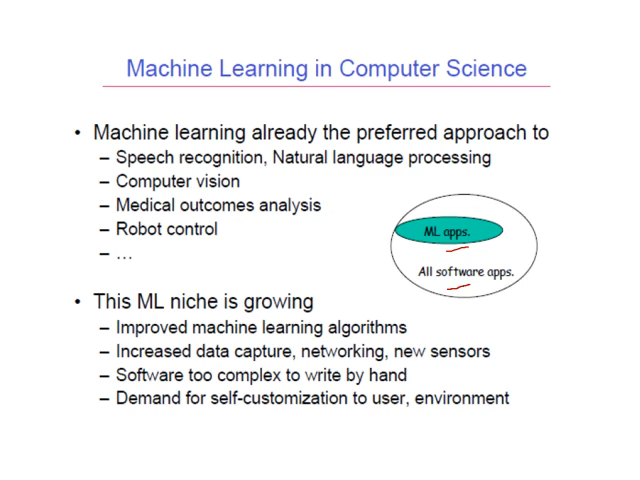 Machine Learning in Computer Science
• Machine learning already the preferred approach to
– Speech recognition, Natural language processing
– Computer vision
– Medical outcomes analysis
– Robot control
– …
ML apps.
All software apps.
• This ML niche is growing
– Improved machine learning algorithms
– Increased data capture, networking, new sensors
– Software too complex to write by hand
– Demand for self-customization to user, environment